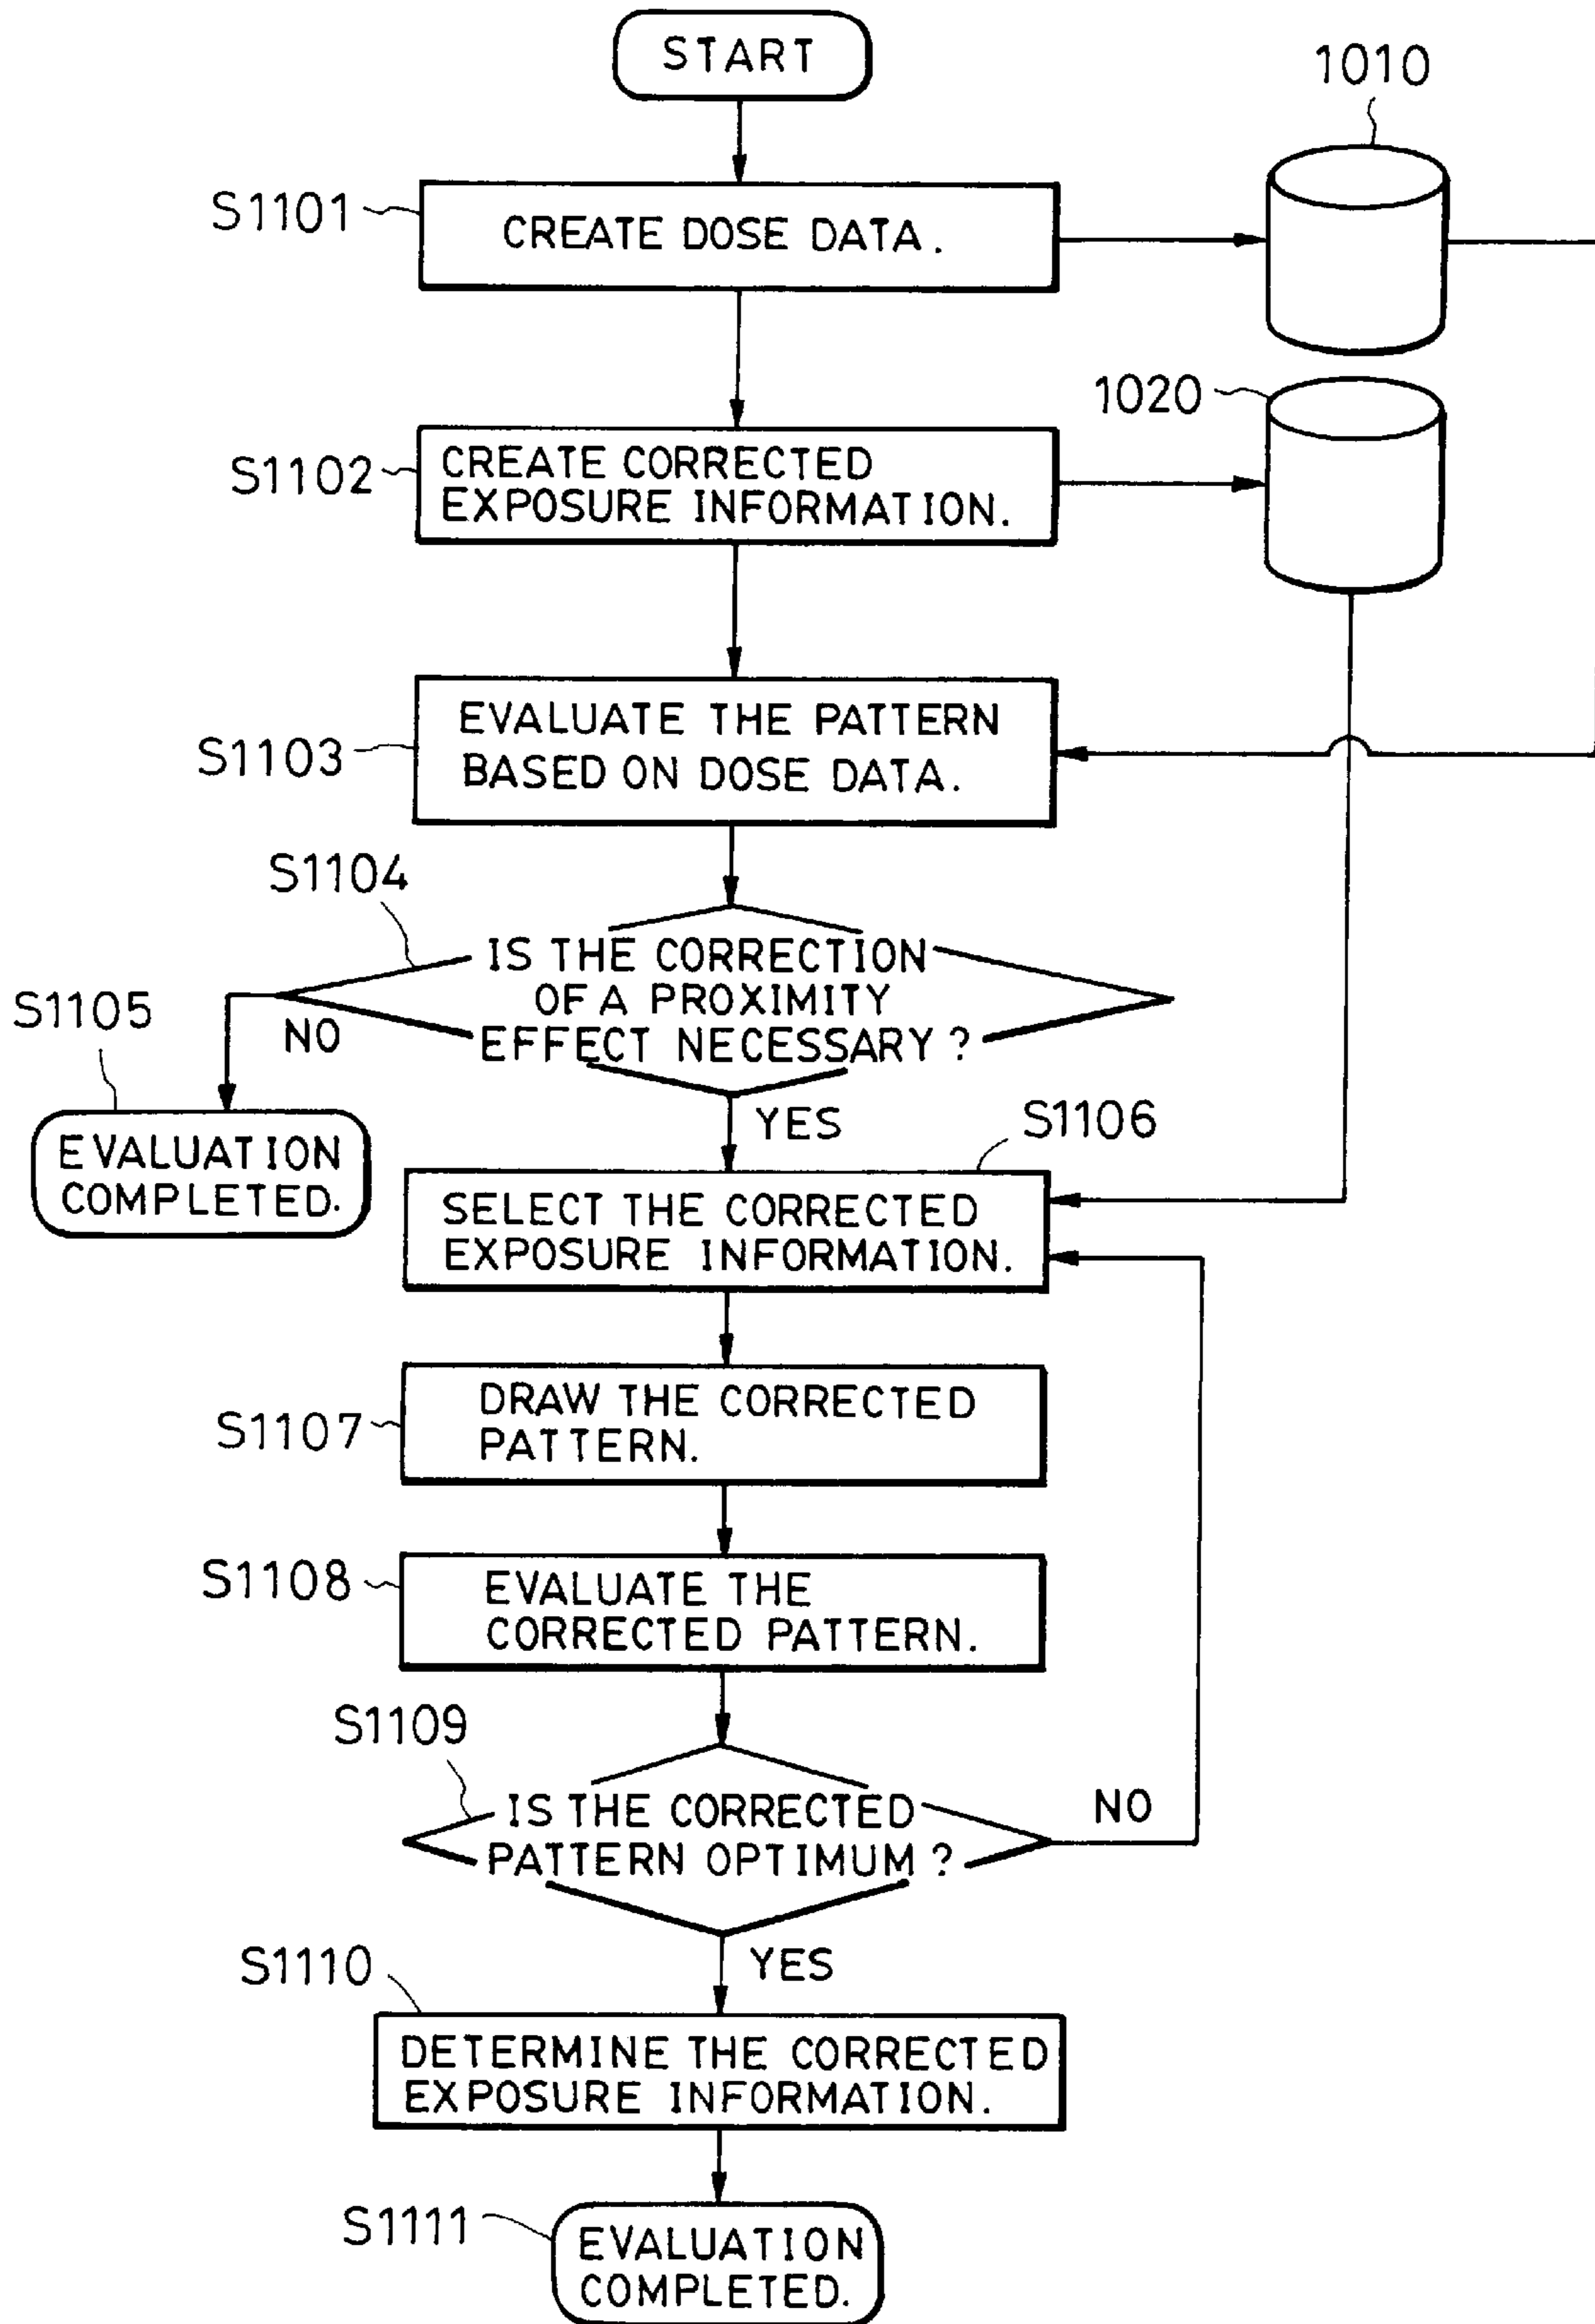 START
1010
S1101
CREATE DOSE DATA.
1020
S1102
CREATE CORRECTED
EXPOSURE INFORMATION.
S1103
EVALUATE THE PATTERN
BASED ON DOSE DATA.
S1104
IS THE CORRECTION
OF A PROXIMITY
EFFECT NECESSARY?
S1105
NO
EVALUATION
COMPLETED.
YES
S1106
SELECT THE CORRECTED
EXPOSURE INFORMATION.
S1107
DRAW THE CORRECTED
PATTERN.
S1108
EVALUATE THE
CORRECTED PATTERN.
S1109
IS THE CORRECTED
PATTERN OPTIMUM?
NO
YES
S1110
DETERMINE THE CORRECTED
EXPOSURE INFORMATION.
S1111
EVALUATION
COMPLETED.